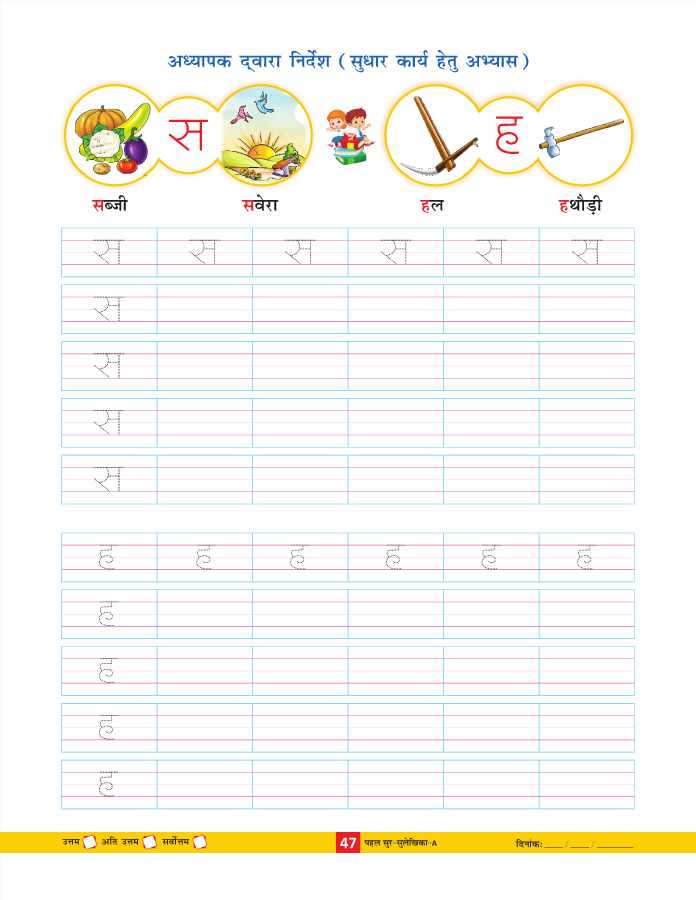 अध्यापक द्वारा निर्देश ( सुधार कार्य हेतु अभ्यास )
स ह
सब्जी सवेरा हल हथौड़ी
स स स स स स
स
स
स
स
ह ह ह ह ह ह
ह
ह
ह
ह
उत्तम अति उत्तम सर्वोत्तम 47 पहल सुर-सुलेखिका-A दिनांक: ____ / ____ / ________